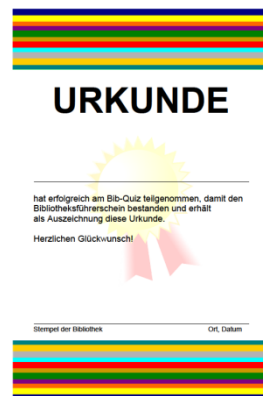 URKUNDE
hat erfolgreich am Bib-Quiz teilgenommen, damit den
Bibliotheksführerschein bestanden und erhält
als Auszeichnung diese Urkunde.
Herzlichen Glückwunsch!
Stempel der Bibliothek Ort, Datum